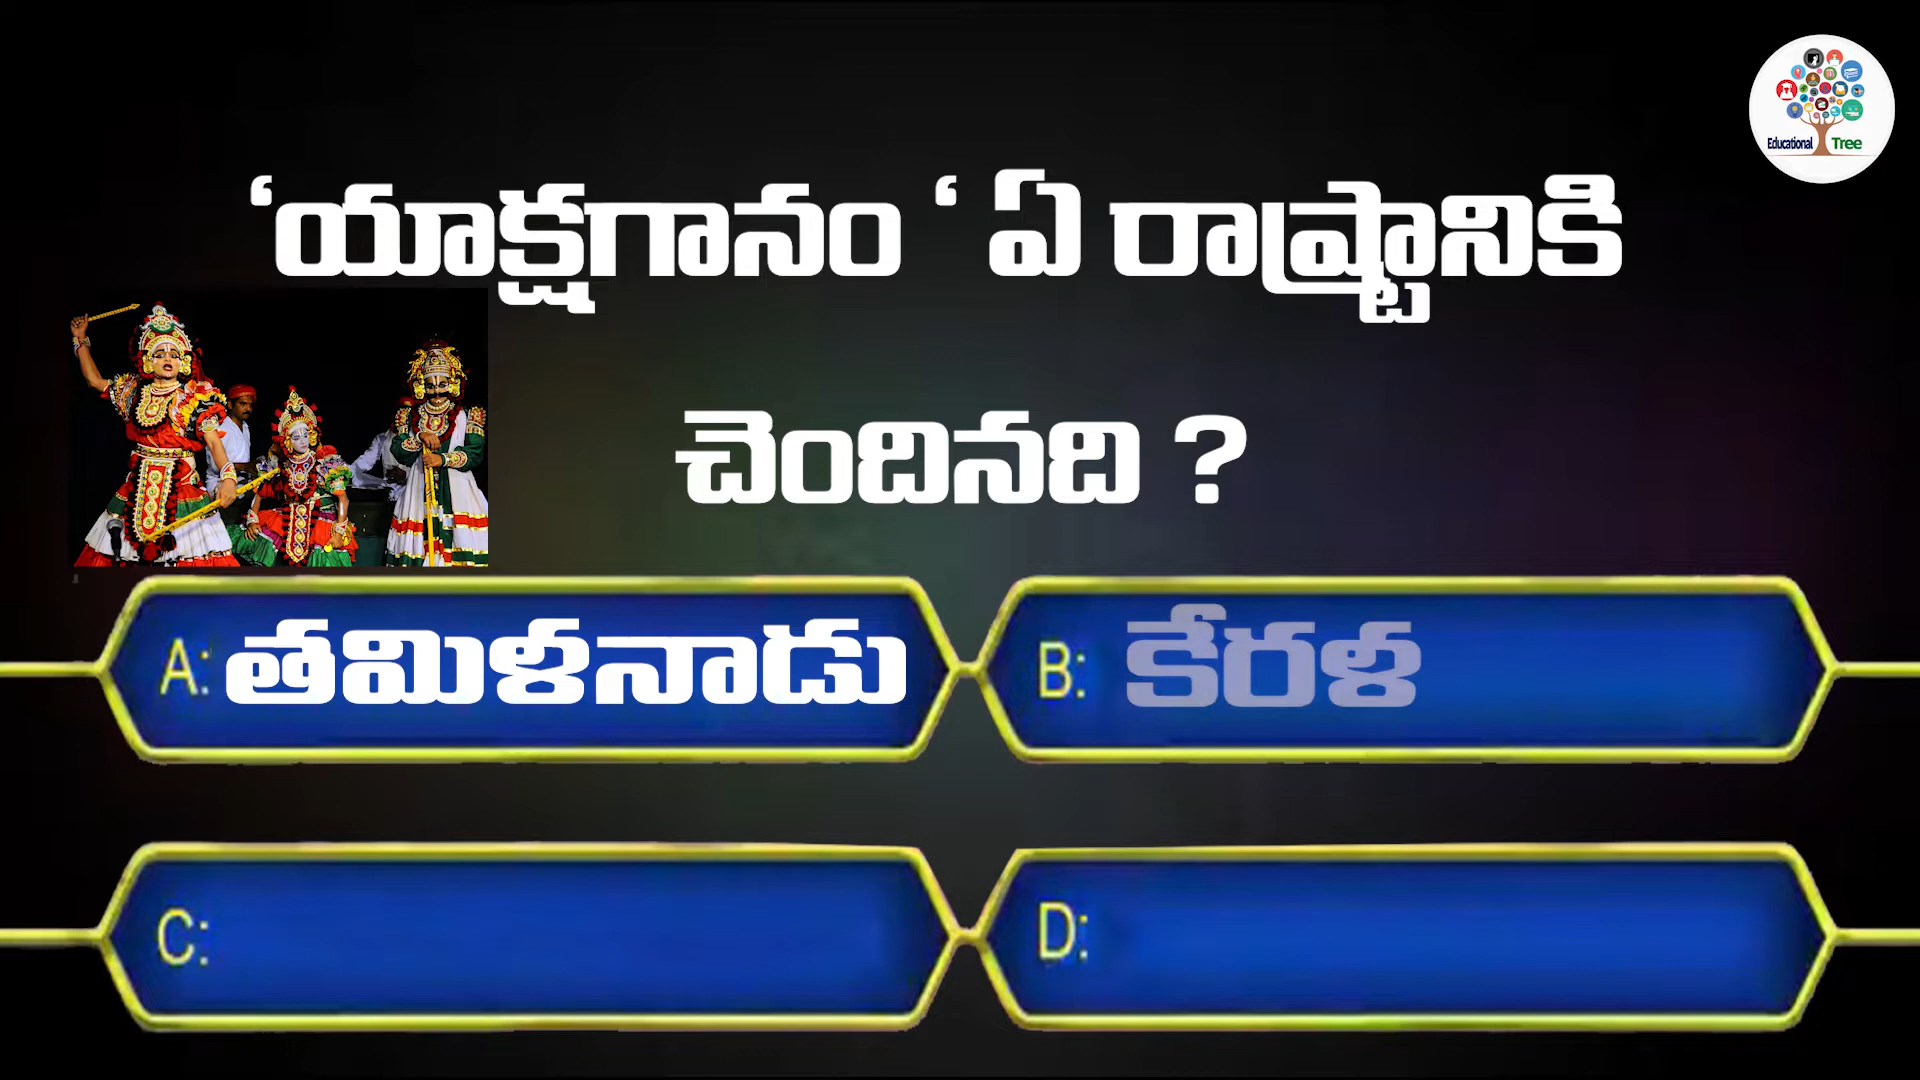 ‘యాక్షగానం ‘ ఏ రాష్ట్రానికి
చెందినది ?
A: తమిళనాడు
B: కేరళ
C:
D:
Educational Tree